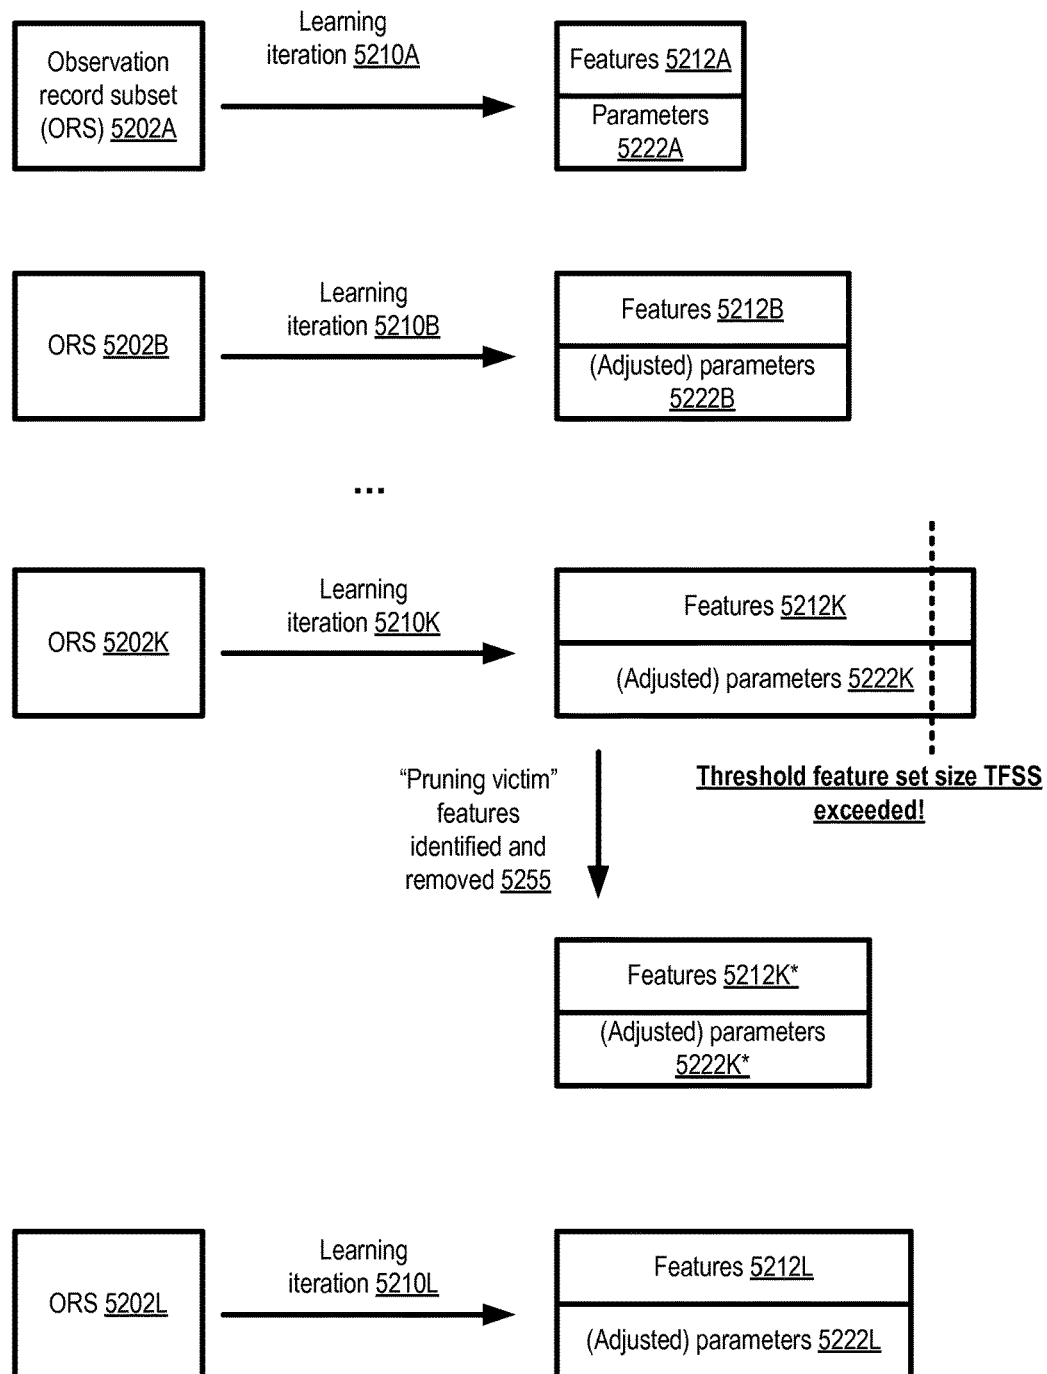 Observation
record subset
(ORS) 5202A
Learning
iteration 5210A
Features 5212A
Parameters
5222A
ORS 5202B
Learning
iteration 5210B
Features 5212B
(Adjusted) parameters
5222B
...
ORS 5202K
Learning
iteration 5210K
Features 5212K
(Adjusted) parameters 5222K
Threshold feature set size TFSS
exceeded!
“Pruning victim”
features
identified and
removed 5255
Features 5212K*
(Adjusted) parameters
5222K*
ORS 5202L
Learning
iteration 5210L
Features 5212L
(Adjusted) parameters 5222L